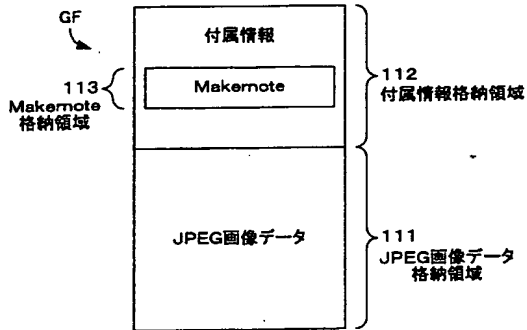 GF
付属情報
113
Makernote
格納領域
Makernote
112
付属情報格納領域
JPEG画像データ
111
JPEG画像データ
格納領域